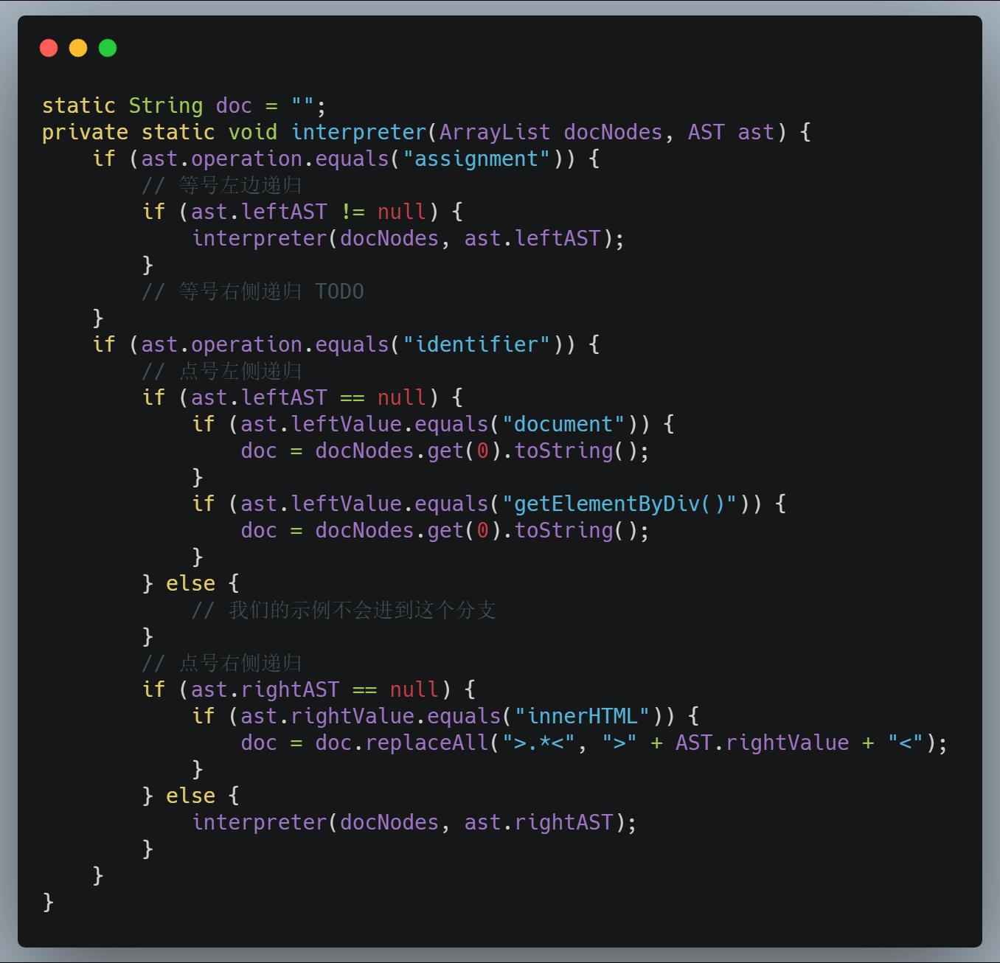 static String doc = "";
private static void interpreter(ArrayList docNodes, AST ast) {
    if (ast.operation.equals("assignment")) {
        // 等号左边递归
        if (ast.leftAST != null) {
            interpreter(docNodes, ast.leftAST);
        }
        // 等号右侧递归 TODO
    }
    if (ast.operation.equals("identifier")) {
        // 点号左侧递归
        if (ast.leftAST == null) {
            if (ast.leftValue.equals("document")) {
                doc = docNodes.get(0).toString();
            }
            if (ast.leftValue.equals("getElementByDiv()")) {
                doc = docNodes.get(0).toString();
            }
        } else {
            // 我们的示例不会进到这个分支
        }
        // 点号右侧递归
        if (ast.rightAST == null) {
            if (ast.rightValue.equals("innerHTML")) {
                doc = doc.replaceAll(">.*<", ">" + AST.rightValue + "<");
            }
        } else {
            interpreter(docNodes, ast.rightAST);
        }
    }
}